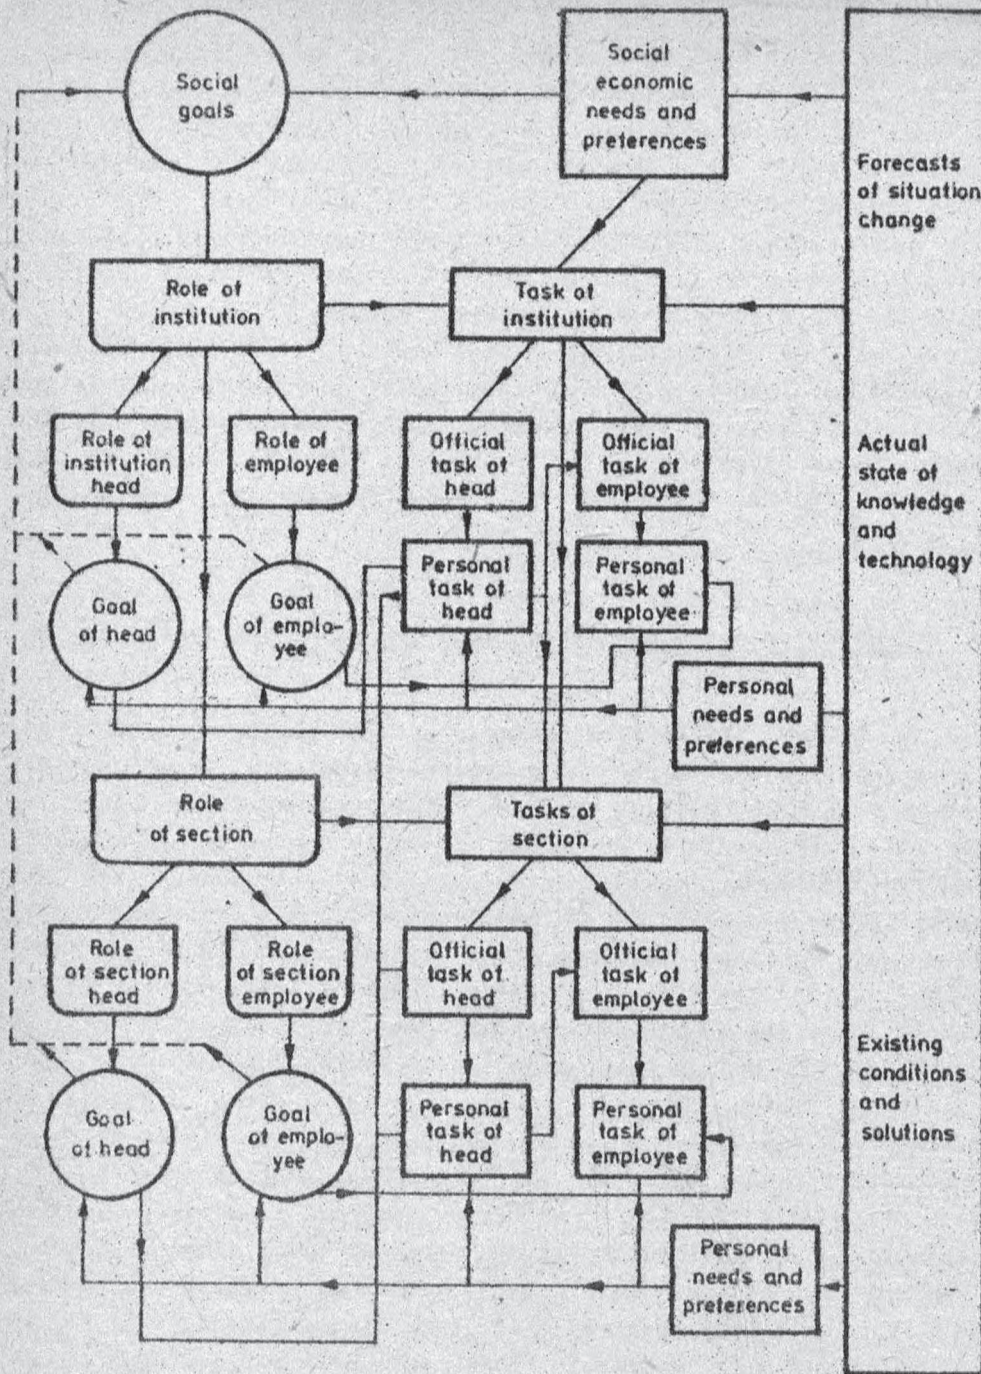 Social
goals
Social
economic
needs and
preferences
Forecasts
of situation
change
Role of
institution
Task of
institution
Role of
institution
head
Role of
employee
Official
task of
head
Official
task of
employee
Actual
state of
knowledge
and
technology
Goal
of head
Goal
of emplo-
yee
Personal
task of
head
Personal
task of
employee
Personal
needs and
preferences
Role
of section
Tasks of
section
Role
of section
head
Role
of section
employee
Official
task of
head
Official
task of
employee
Existing
conditions
and
solutions
Goal
of head
Goal
of emplo-
yee
Personal
task of
head
Personal
task of
employee
Personal
needs and
preferences